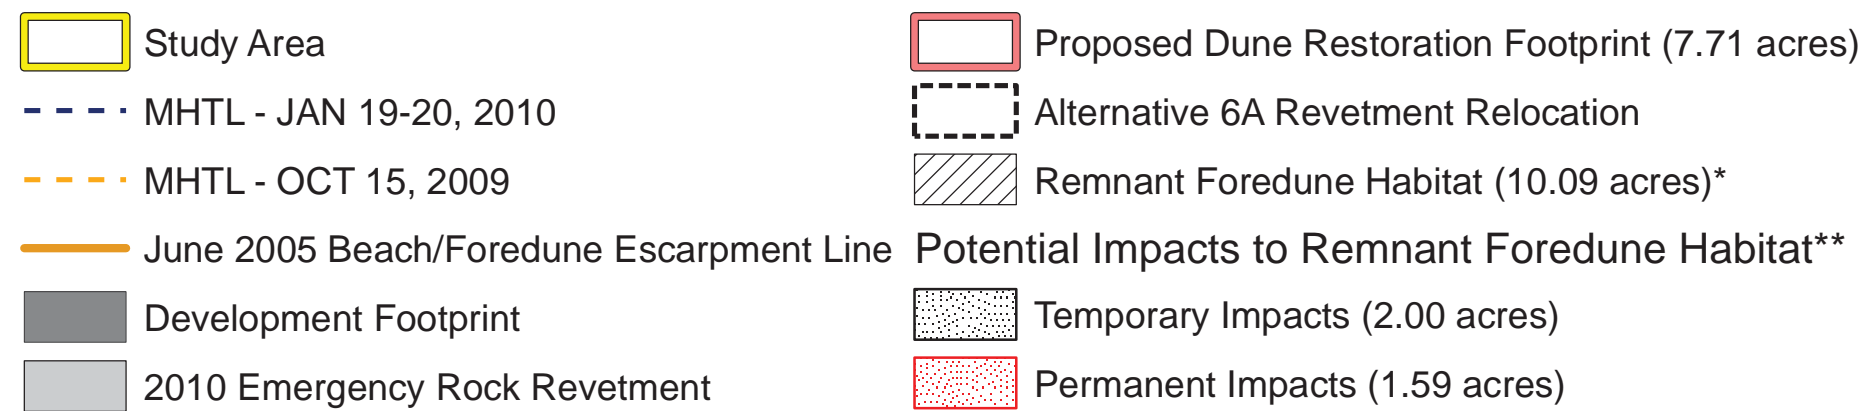 Study Area
MHTL - JAN 19-20, 2010
MHTL - OCT 15, 2009
June 2005 Beach/Foredune Escarpment Line
Development Footprint
2010 Emergency Rock Revetment
Proposed Dune Restoration Footprint (7.71 acres)
Alternative 6A Revetment Relocation
Remnant Foredune Habitat (10.09 acres)*
Potential Impacts to Remnant Foredune Habitat**
Temporary Impacts (2.00 acres)
Permanent Impacts (1.59 acres)